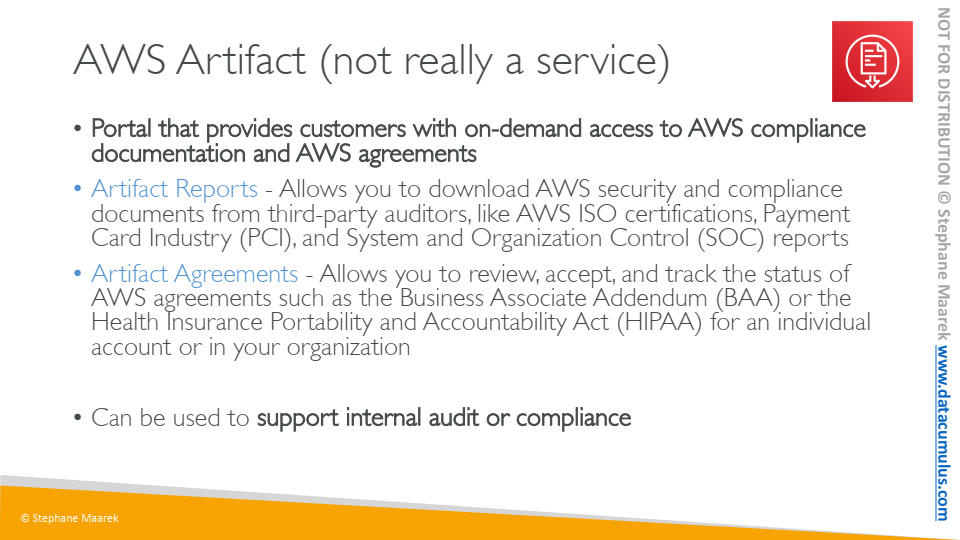 AWS Artifact (not really a service)
• Portal that provides customers with on-demand access to AWS compliance
documentation and AWS agreements
• Artifact Reports - Allows you to download AWS security and compliance
documents from third-party auditors, like AWS ISO certifications, Payment
Card Industry (PCI), and System and Organization Control (SOC) reports
• Artifact Agreements - Allows you to review, accept, and track the status of
AWS agreements such as the Business Associate Addendum (BAA) or the
Health Insurance Portability and Accountability Act (HIPAA) for an individual
account or in your organization
• Can be used to support internal audit or compliance
© Stephane Maarek
NOT FOR DISTRIBUTION © Stephane Maarek www.datacumulus.com